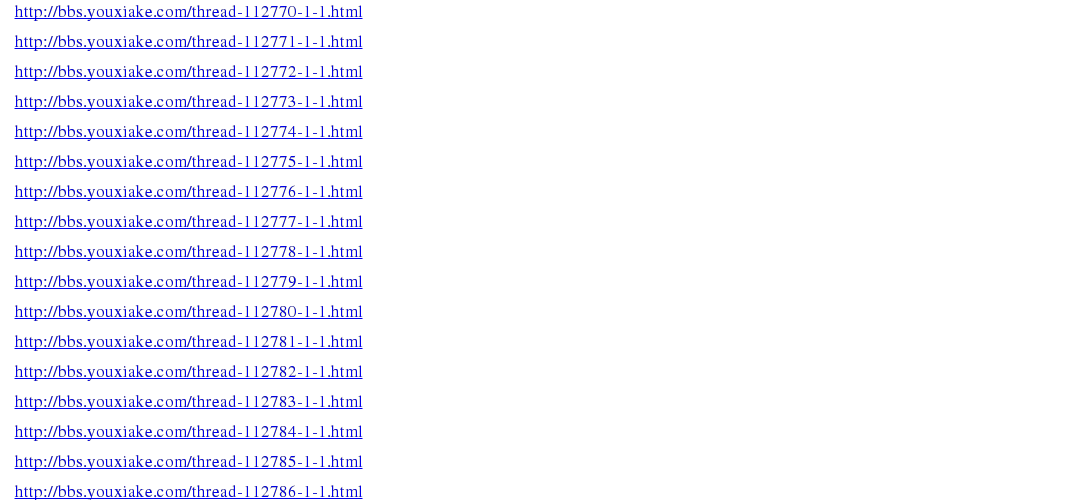 http://bbs.youxiake.com/thread-112770-1-1.html
http://bbs.youxiake.com/thread-112771-1-1.html
http://bbs.youxiake.com/thread-112772-1-1.html
http://bbs.youxiake.com/thread-112773-1-1.html
http://bbs.youxiake.com/thread-112774-1-1.html
http://bbs.youxiake.com/thread-112775-1-1.html
http://bbs.youxiake.com/thread-112776-1-1.html
http://bbs.youxiake.com/thread-112777-1-1.html
http://bbs.youxiake.com/thread-112778-1-1.html
http://bbs.youxiake.com/thread-112779-1-1.html
http://bbs.youxiake.com/thread-112780-1-1.html
http://bbs.youxiake.com/thread-112781-1-1.html
http://bbs.youxiake.com/thread-112782-1-1.html
http://bbs.youxiake.com/thread-112783-1-1.html
http://bbs.youxiake.com/thread-112784-1-1.html
http://bbs.youxiake.com/thread-112785-1-1.html
http://bbs.youxiake.com/thread-112786-1-1.html